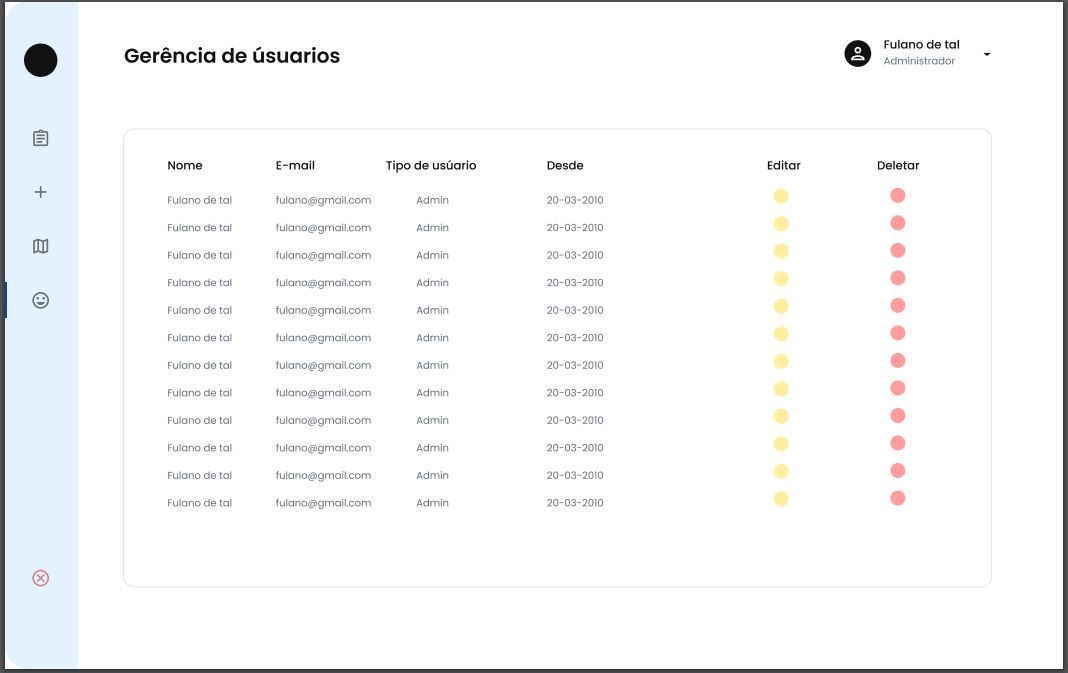 Gerência de úsuarios
Fulano de tal
Administrador
Nome E-mail Tipo de usúario Desde Editar Deletar
Fulano de tal fulano@gmail.com Admin 20-03-2010
Fulano de tal fulano@gmail.com Admin 20-03-2010
Fulano de tal fulano@gmail.com Admin 20-03-2010
Fulano de tal fulano@gmail.com Admin 20-03-2010
Fulano de tal fulano@gmail.com Admin 20-03-2010
Fulano de tal fulano@gmail.com Admin 20-03-2010
Fulano de tal fulano@gmail.com Admin 20-03-2010
Fulano de tal fulano@gmail.com Admin 20-03-2010
Fulano de tal fulano@gmail.com Admin 20-03-2010
Fulano de tal fulano@gmail.com Admin 20-03-2010
Fulano de tal fulano@gmail.com Admin 20-03-2010
Fulano de tal fulano@gmail.com Admin 20-03-2010